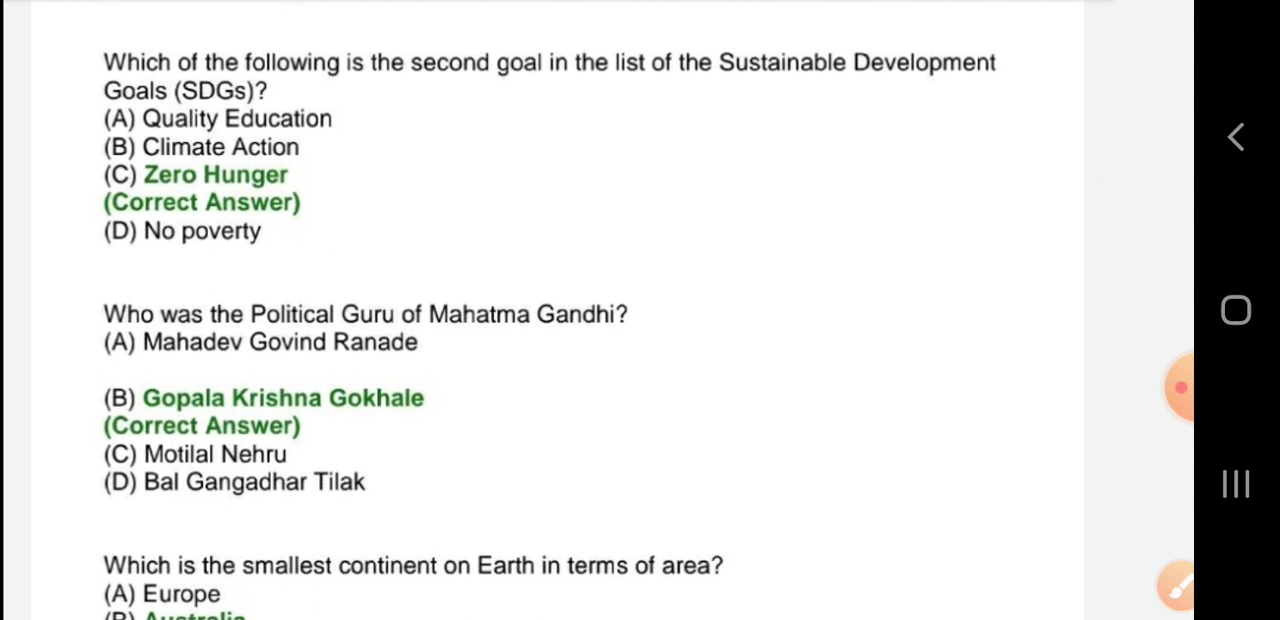 Which of the following is the second goal in the list of the Sustainable Development
Goals (SDGs)?
(A) Quality Education
(B) Climate Action
(C) Zero Hunger
(Correct Answer)
(D) No poverty
Who was the Political Guru of Mahatma Gandhi?
(A) Mahadev Govind Ranade
(B) Gopala Krishna Gokhale
(Correct Answer)
(C) Motilal Nehru
(D) Bal Gangadhar Tilak
Which is the smallest continent on Earth in terms of area?
(A) Europe
(B) Australia